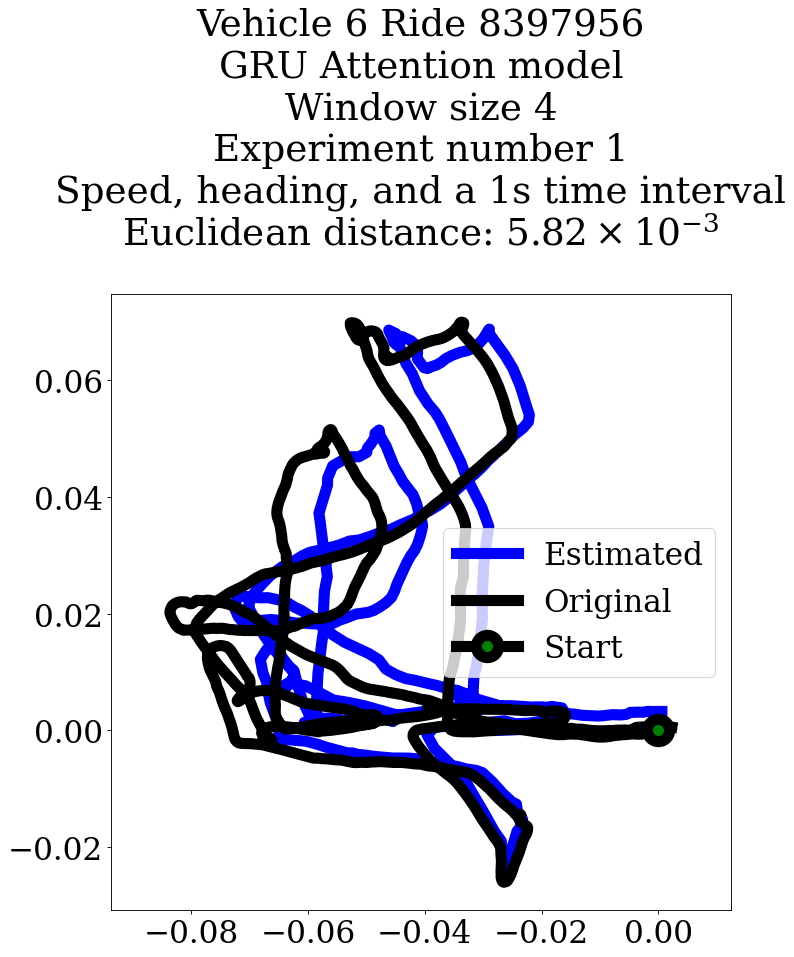 Vehicle 6 Ride 8397956
GRU Attention model
Window size 4
Experiment number 1
Speed, heading, and a 1s time interval
Euclidean distance: 5.82 × 10⁻³
0.06
0.04
0.02
0.00
−0.02
Estimated
Original
Start
−0.08 −0.06 −0.04 −0.02 0.00